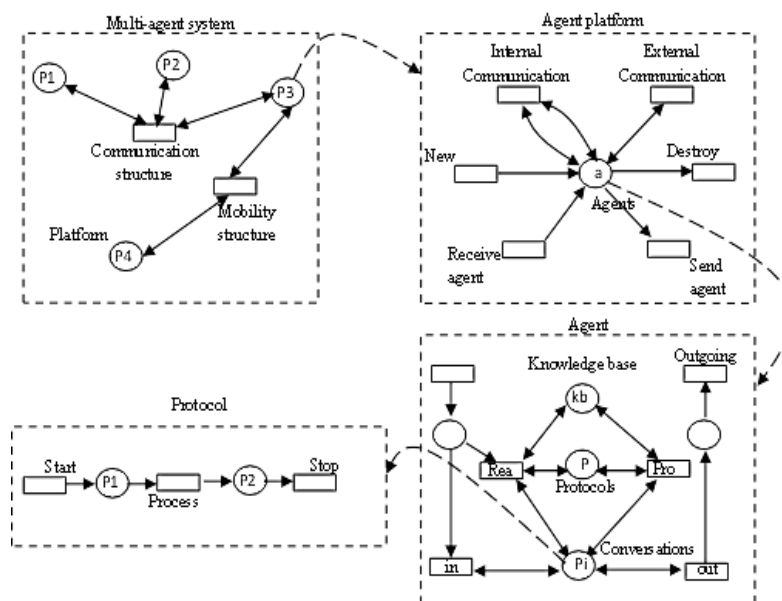 Multi-agent system
P1
P2
P3
Communication
structure
Mobility
structure
Platform
P4
Agent platform
Internal
Communication
External
Communication
New
Destroy
a
Agents
Receive
agent
Send
agent
Agent
Knowledge base
Outgoing
kb
Rea
P
Pro
Protocols
Conversations
in
Pi
out
Protocol
Start
P1
Process
P2
Stop